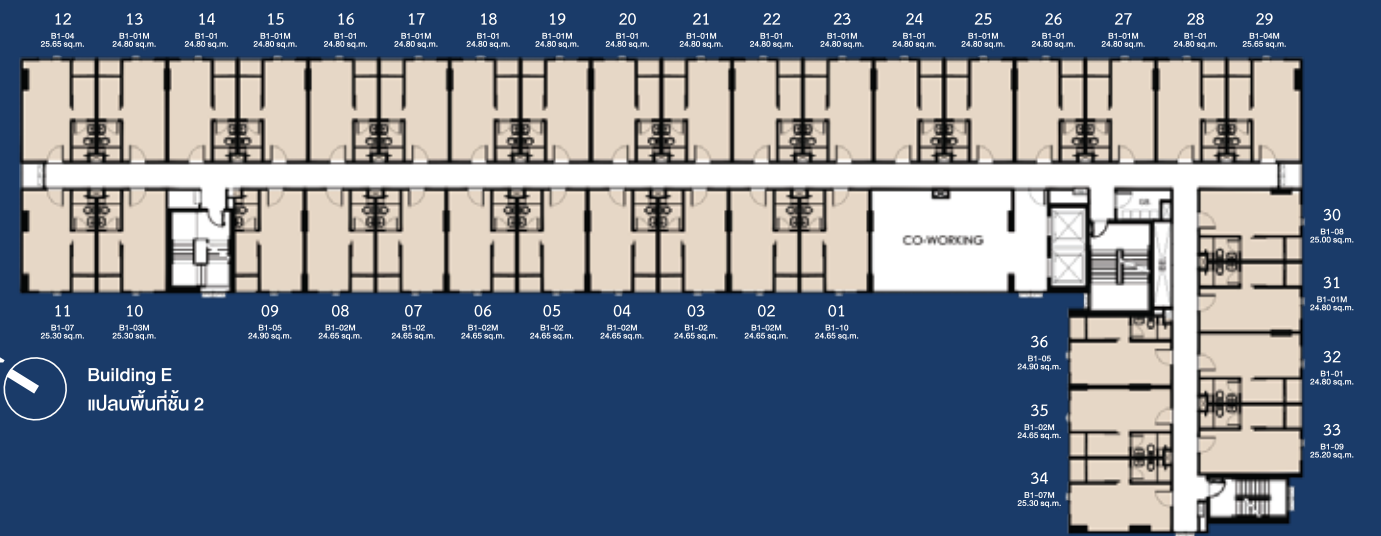 12
B1-04
25.65 sq.m.
13
B1-01M
24.80 sq.m.
14
B1-01
24.80 sq.m.
15
B1-01M
24.80 sq.m.
16
B1-01
24.80 sq.m.
17
B1-01M
24.80 sq.m.
18
B1-01
24.80 sq.m.
19
B1-01M
24.80 sq.m.
20
B1-01
24.80 sq.m.
21
B1-01M
24.80 sq.m.
22
B1-01
24.80 sq.m.
23
B1-01M
24.80 sq.m.
24
B1-01
24.80 sq.m.
25
B1-01M
24.80 sq.m.
26
B1-01
24.80 sq.m.
27
B1-01M
24.80 sq.m.
28
B1-01
24.80 sq.m.
29
B1-04M
25.65 sq.m.
CO-WORKING
30
B1-08
25.00 sq.m.
31
B1-01M
24.80 sq.m.
32
B1-01
24.80 sq.m.
33
B1-09
25.20 sq.m.
11
B1-07
25.30 sq.m.
10
B1-03M
25.30 sq.m.
09
B1-05
24.90 sq.m.
08
B1-02M
24.65 sq.m.
07
B1-02
24.65 sq.m.
06
B1-02M
24.65 sq.m.
05
B1-02
24.65 sq.m.
04
B1-02M
24.65 sq.m.
03
B1-02
24.65 sq.m.
02
B1-02M
24.65 sq.m.
01
B1-10
24.65 sq.m.
36
B1-05
24.90 sq.m.
35
B1-02M
24.65 sq.m.
34
B1-07M
25.30 sq.m.
Building E
แปลนพื้นที่ชั้น 2